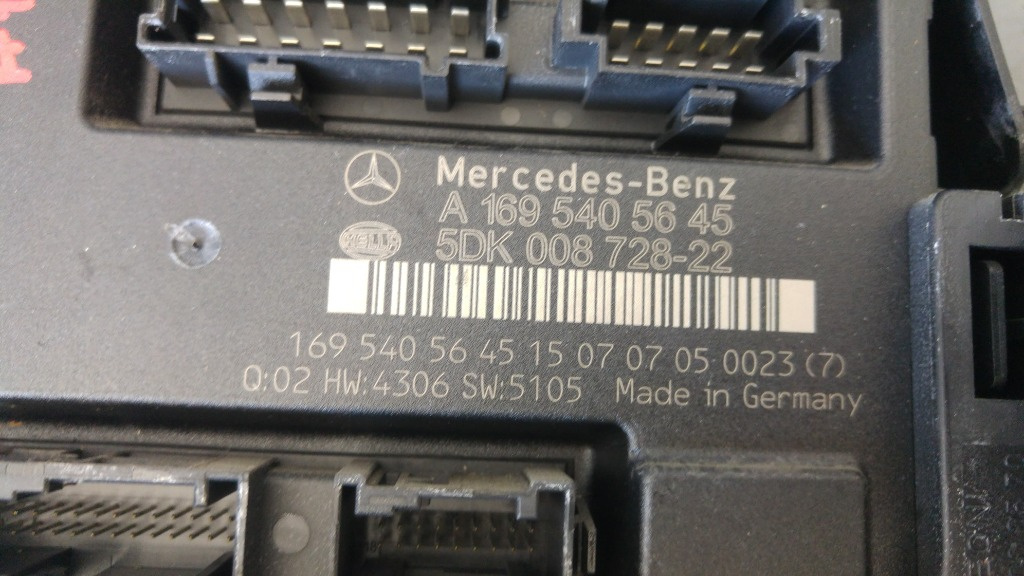 Mercedes-Benz
A 169 540 56 45
HELLA
5DK 008 728-22
169 540 56 45 15 07 07 05 0023 (7)
Q:02 HW:4306 SW:5105 Made in Germany